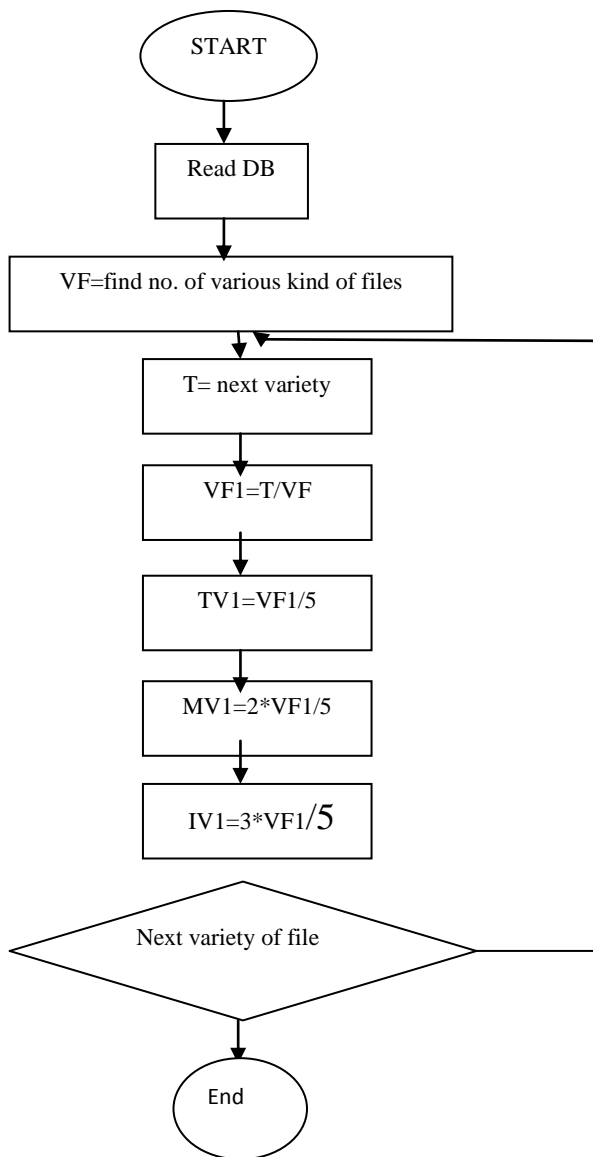 START
Read DB
VF=find no. of various kind of files
T= next variety
VF1=T/VF
TV1=VF1/5
MV1=2*VF1/5
IV1=3*VF1/5
Next variety of file
End